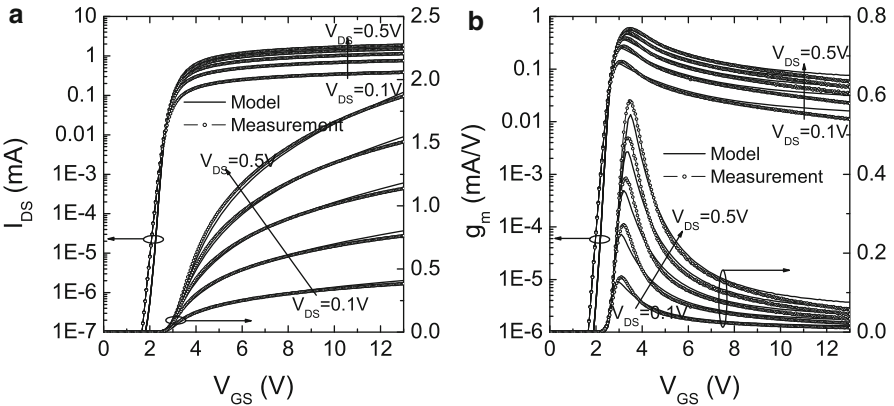 a
I_DS (mA)
10
1
0.1
0.01
1E-3
1E-4
1E-5
1E-6
1E-7
V_DS=0.5V
V_DS=0.1V
Model
Measurement
V_DS=0.5V
V_DS=0.1V
2.5
2.0
1.5
1.0
0.5
0.0
0 2 4 6 8 10 12
V_GS (V)
b
g_m (mA/V)
1
0.1
0.01
1E-3
1E-4
1E-5
1E-6
V_DS=0.5V
V_DS=0.1V
Model
Measurement
V_DS=0.5V
V_DS=0.1V
0.8
0.6
0.4
0.2
0.0
0 2 4 6 8 10 12
V_GS (V)